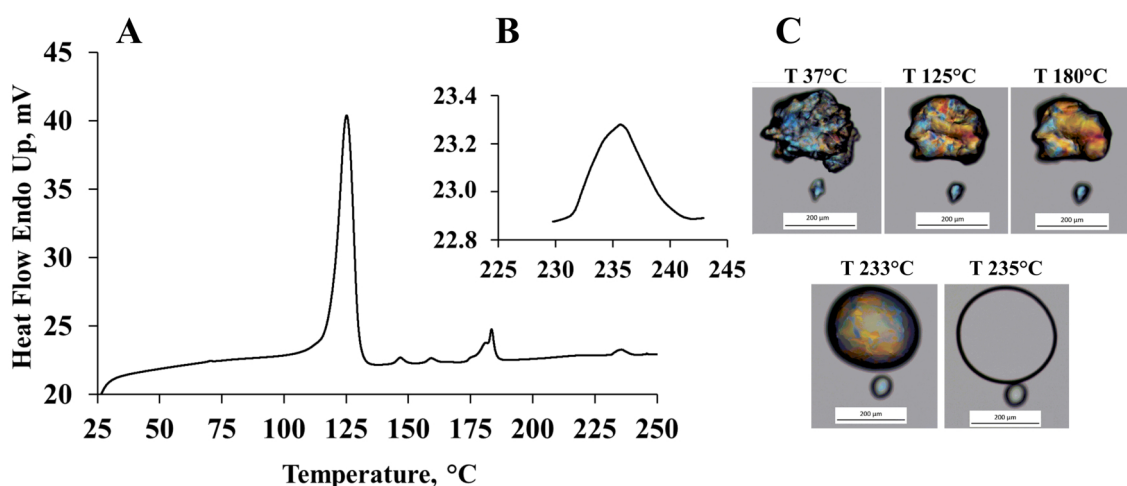 A
B
C
45
40
35
30
25
20
Heat Flow Endo Up, mV
25 50 75 100 125 150 175 200 225 250
Temperature, °C
23.4
23.2
23.0
22.8
225 230 235 240 245
T 37°C T 125°C T 180°C
200 μm 200 μm 200 μm
T 233°C T 235°C
200 μm 200 μm